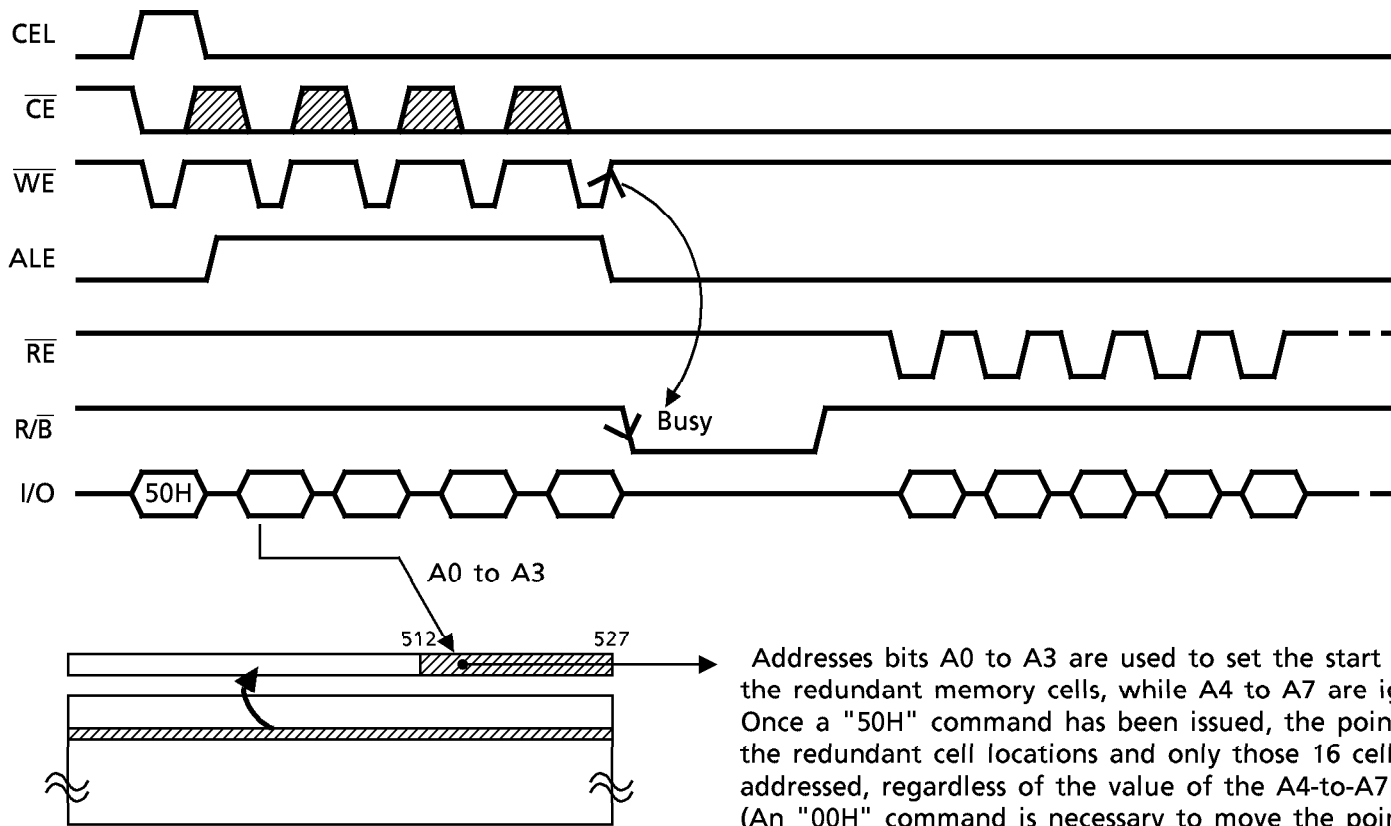 CEL
CE
WE
ALE
RE
R/B
Busy
I/O
50H
A0 to A3
512
527
Addresses bits A0 to A3 are used to set the start
the redundant memory cells, while A4 to A7 are
Once a "50H" command has been issued, the
the redundant cell locations and only those 16
addressed, regardless of the value of the A4-to-A7
(An "00H" command is necessary to move the